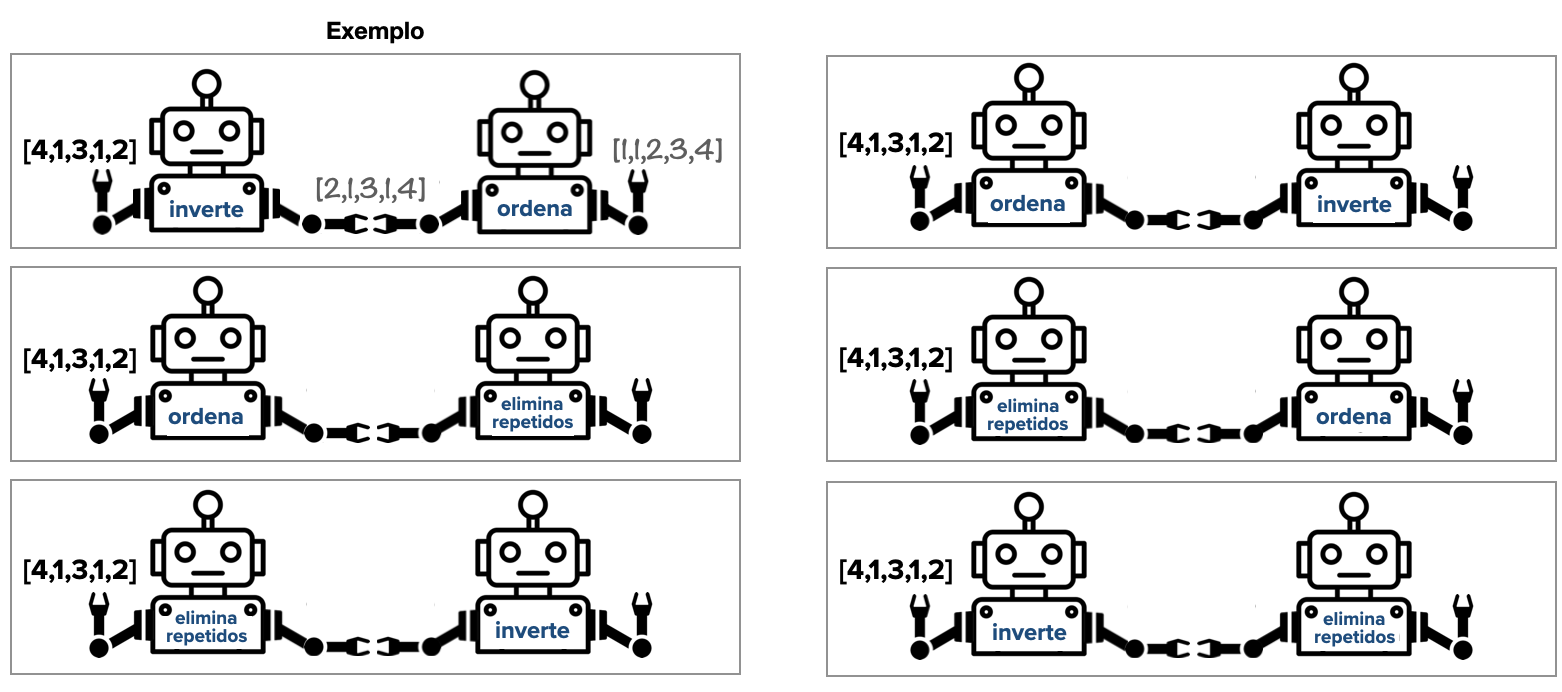 Exemplo
[4,1,3,1,2]
inverte
[2,1,3,1,4]
ordena
[1,1,2,3,4]
[4,1,3,1,2]
ordena
inverte
[4,1,3,1,2]
ordena
elimina
repetidos
[4,1,3,1,2]
elimina
repetidos
ordena
[4,1,3,1,2]
elimina
repetidos
inverte
[4,1,3,1,2]
inverte
elimina
repetidos